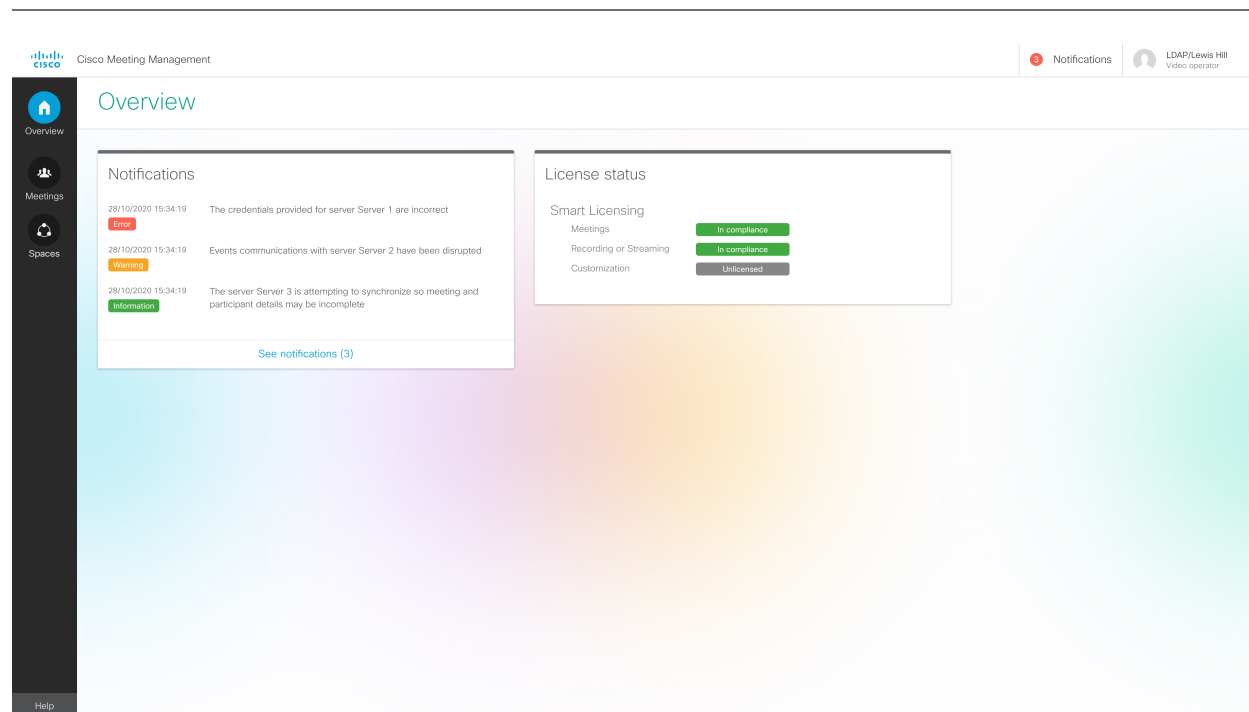 CISCO
Cisco Meeting Management
3 Notifications
LDAP/Lewis Hill
Video operator
Overview
Overview
Meetings
Spaces
Help
Notifications
28/10/2020 15:34:19 The credentials provided for server Server 1 are incorrect
Error
28/10/2020 15:34:19 Events communications with server Server 2 have been disrupted
Warning
28/10/2020 15:34:19 The server Server 3 is attempting to synchronize so meeting and
Information participant details may be incomplete
See notifications (3)
License status
Smart Licensing
Meetings In compliance
Recording or Streaming In compliance
Customization Unlicensed